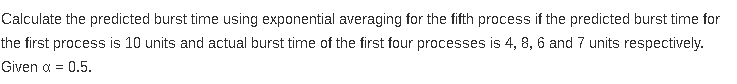 Calculate the predicted burst time using exponential averaging for the fifth process if the predicted burst time for
the first process is 10 units and actual burst time of the first four processes is 4, 8, 6 and 7 units respectively.
Given α = 0.5.